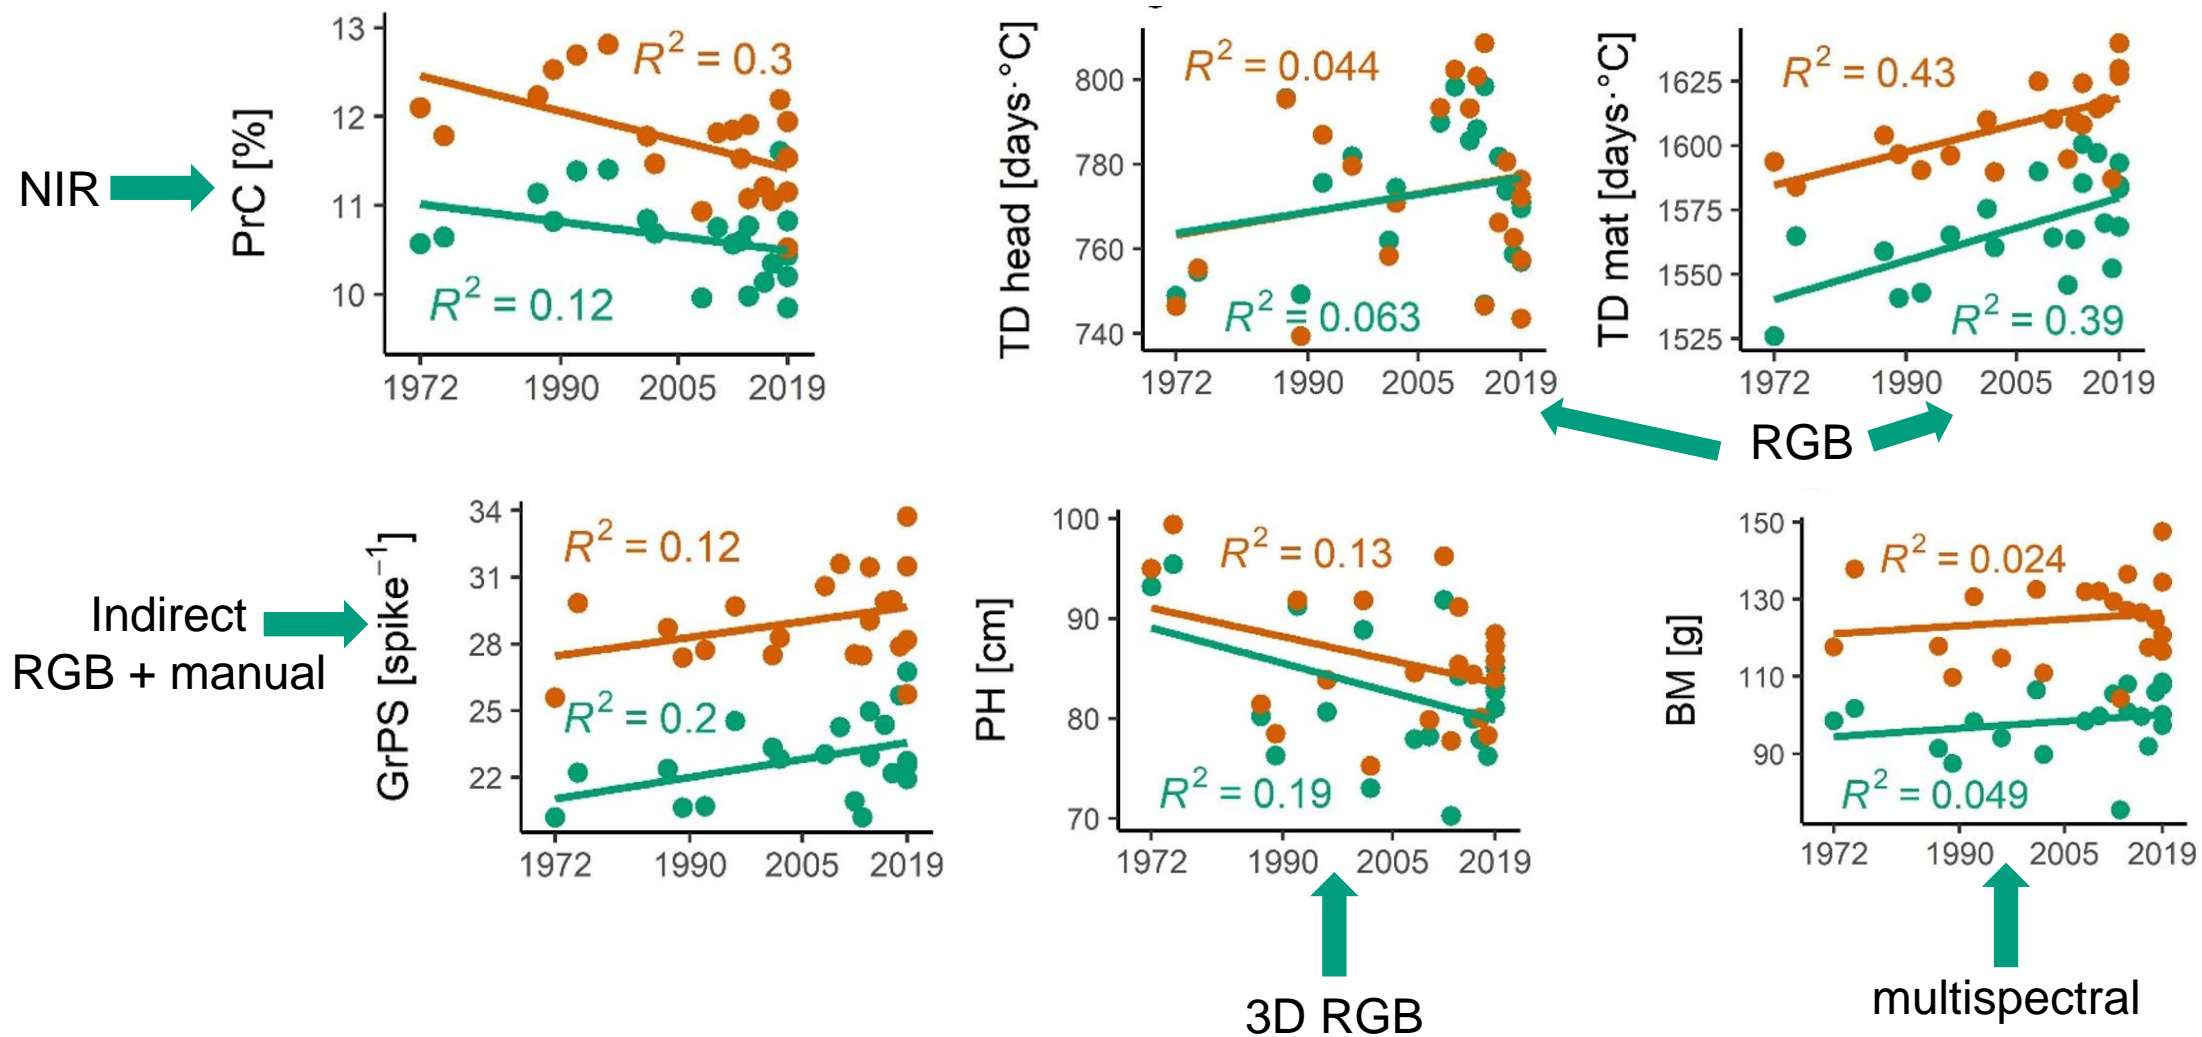 NIR
PrC [%]
13
12
11
10
R² = 0.3
R² = 0.12
1972 1990 2005 2019
TD head [days·°C]
800
780
760
740
R² = 0.044
R² = 0.063
1972 1990 2005 2019
TD mat [days·°C]
1625
1600
1575
1550
1525
R² = 0.43
R² = 0.39
1972 1990 2005 2019
RGB
Indirect
RGB + manual
GrPS [spike⁻¹]
34
31
28
25
22
R² = 0.12
R² = 0.2
1972 1990 2005 2019
PH [cm]
100
90
80
70
R² = 0.13
R² = 0.19
1972 1990 2005 2019
3D RGB
BM [g]
150
130
110
90
R² = 0.024
R² = 0.049
1972 1990 2005 2019
multispectral